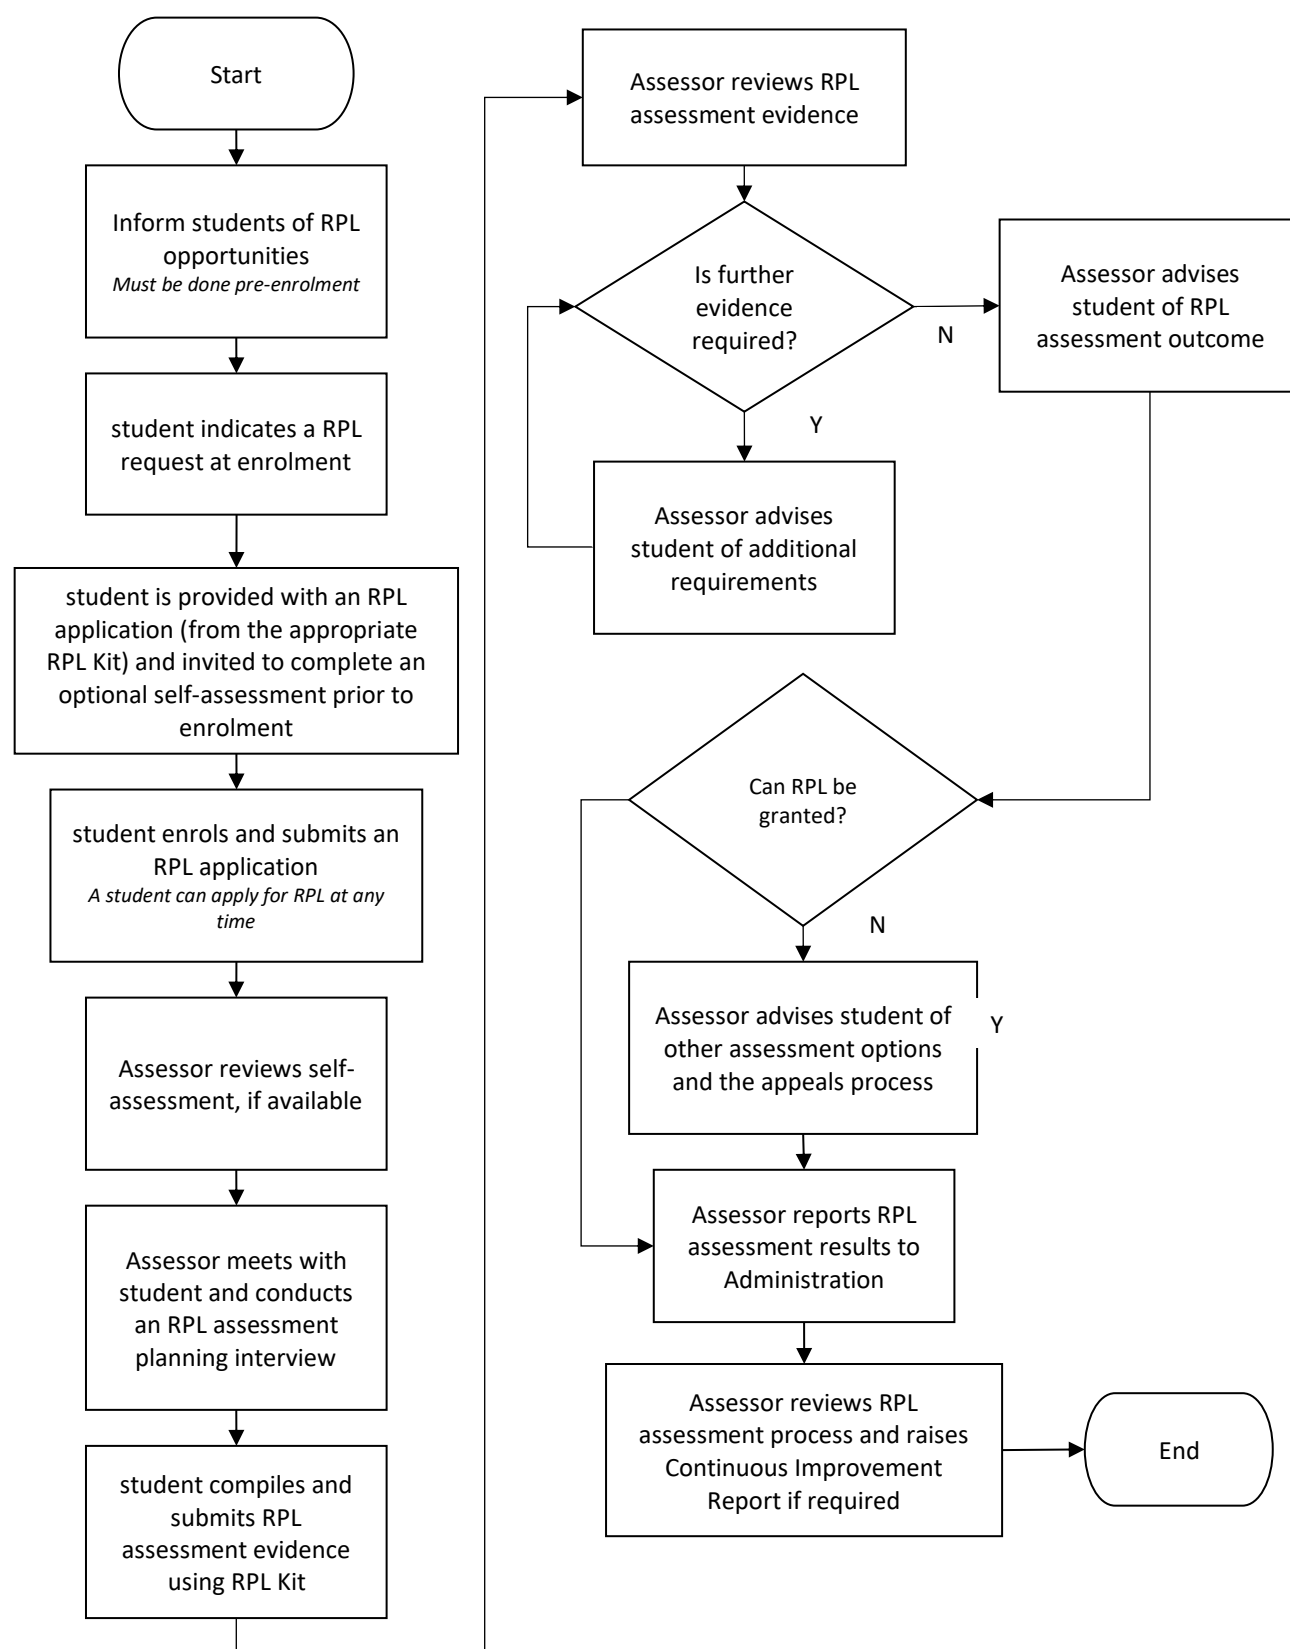 Start
Inform students of RPL
opportunities
Must be done pre-enrolment
student indicates a RPL
request at enrolment
student is provided with an RPL
application (from the appropriate
RPL Kit) and invited to complete an
optional self-assessment prior to
enrolment
student enrols and submits an
RPL application
A student can apply for RPL at any
time
Assessor reviews self-
assessment, if available
Assessor meets with
student and conducts
an RPL assessment
planning interview
student compiles and
submits RPL
assessment evidence
using RPL Kit
Assessor reviews RPL
assessment evidence
Is further
evidence
required?
N
Assessor advises
student of RPL
assessment outcome
Y
Assessor advises
student of additional
requirements
Can RPL be
granted?
N
Assessor advises student of
other assessment options
and the appeals process
Y
Assessor reports RPL
assessment results to
Administration
Assessor reviews RPL
assessment process and raises
Continuous Improvement
Report if required
End